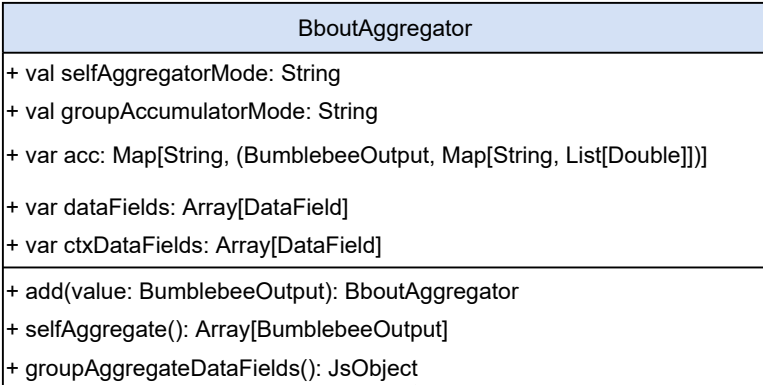 BboutAggregator
+ val selfAggregatorMode: String
+ val groupAccumulatorMode: String
+ var acc: Map[String, (BumblebeeOutput, Map[String, List[Double]])]
+ var dataFields: Array[DataField]
+ var ctxDataFields: Array[DataField]
+ add(value: BumblebeeOutput): BboutAggregator
+ selfAggregate(): Array[BumblebeeOutput]
+ groupAggregateDataFields(): JsObject